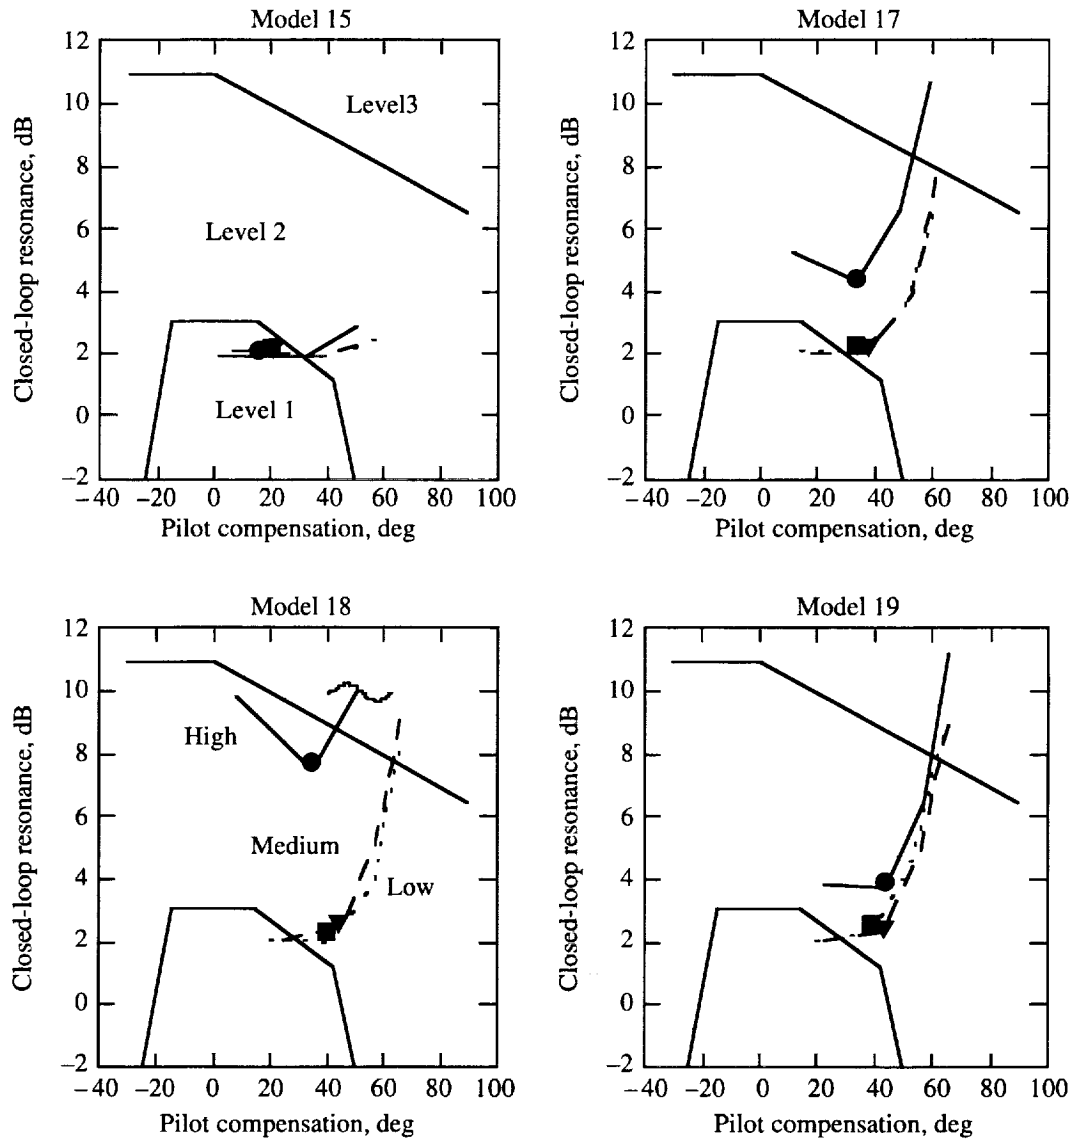 Model 15
Closed-loop resonance, dB
12
10
8
6
4
2
0
−2
Level3
Level 2
Level 1
−40 −20 0 20 40 60 80 100
Pilot compensation, deg
Model 17
Closed-loop resonance, dB
12
10
8
6
4
2
0
−2
−40 −20 0 20 40 60 80 100
Pilot compensation, deg
Model 18
Closed-loop resonance, dB
12
10
8
6
4
2
0
−2
High
Medium
Low
−40 −20 0 20 40 60 80 100
Pilot compensation, deg
Model 19
Closed-loop resonance, dB
12
10
8
6
4
2
0
−2
−40 −20 0 20 40 60 80 100
Pilot compensation, deg